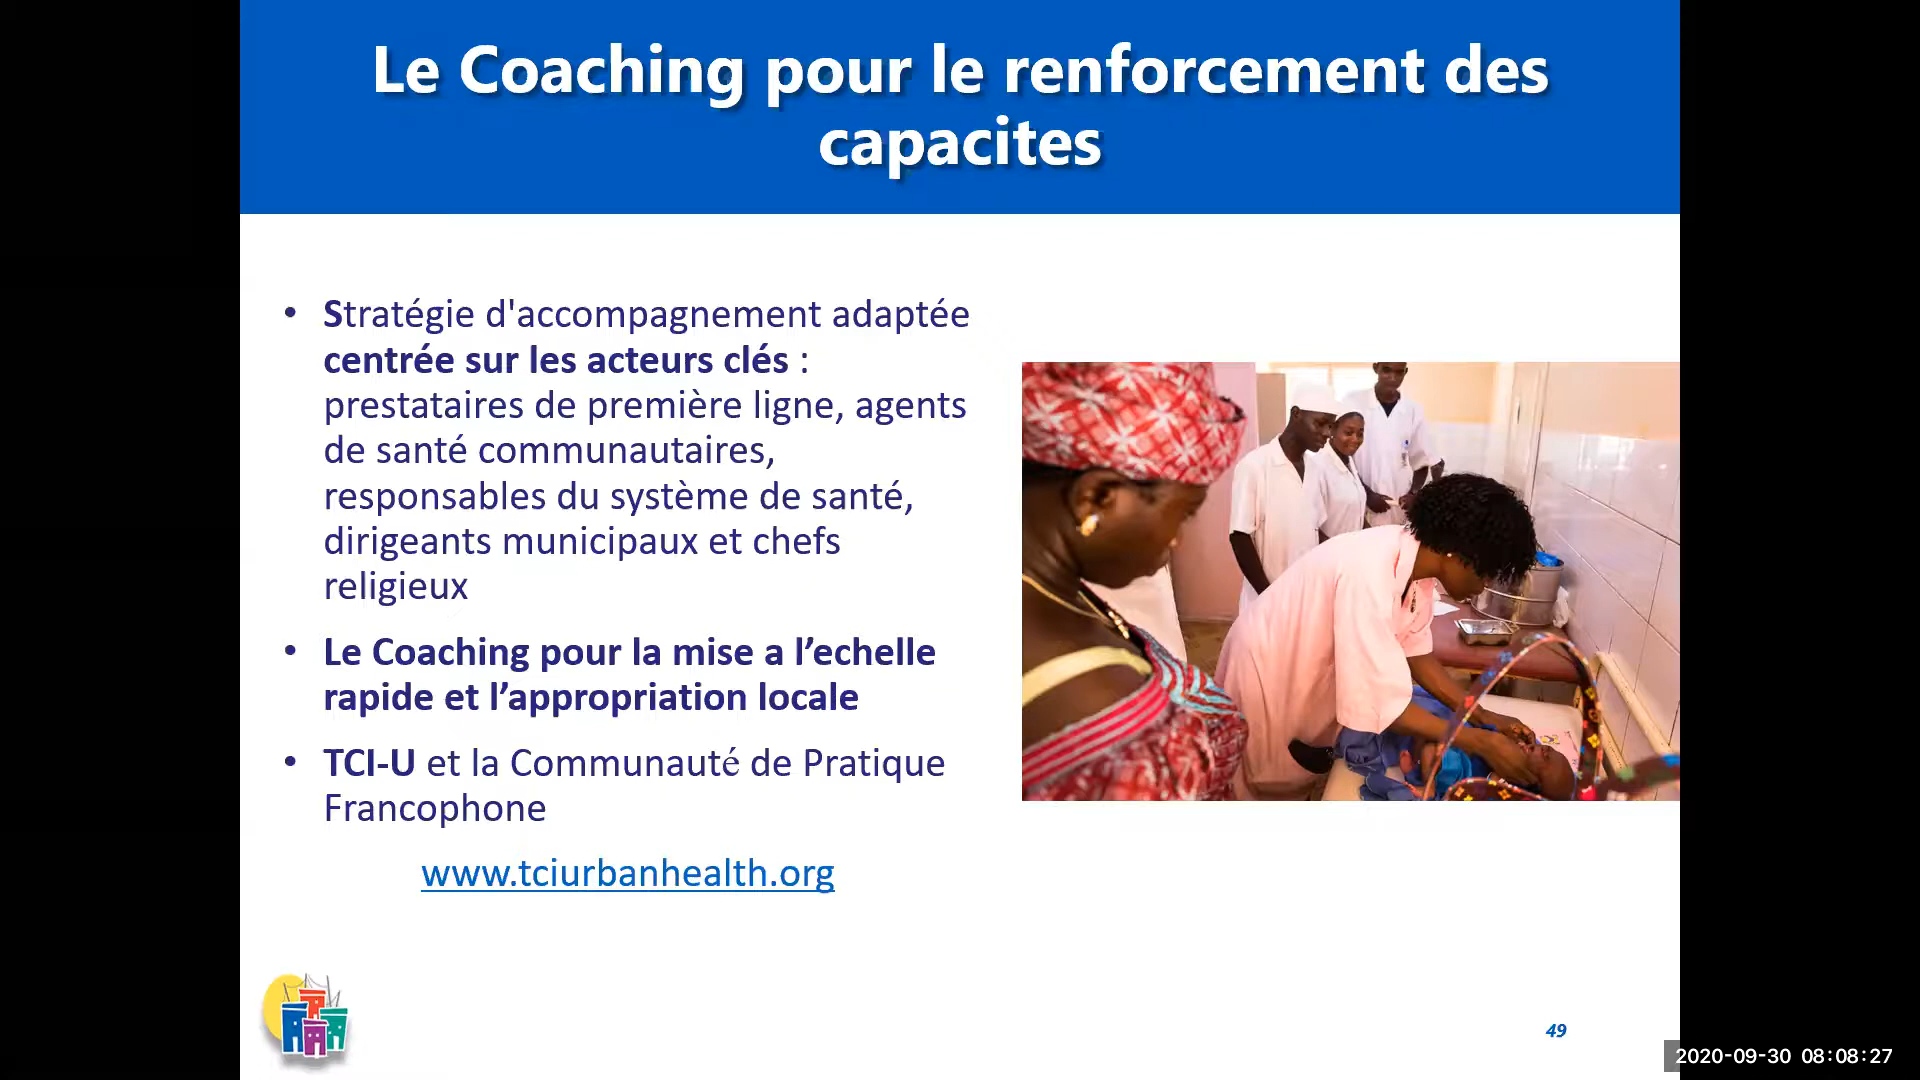 Le Coaching pour le renforcement des
capacites
• Stratégie d'accompagnement adaptée
centrée sur les acteurs clés :
prestataires de première ligne, agents
de santé communautaires,
responsables du système de santé,
dirigeants municipaux et chefs
religieux
• Le Coaching pour la mise a l’echelle
rapide et l’appropriation locale
• TCI-U et la Communauté de Pratique
Francophone
www.tciurbanhealth.org
49
2020-09-30 08:08:27